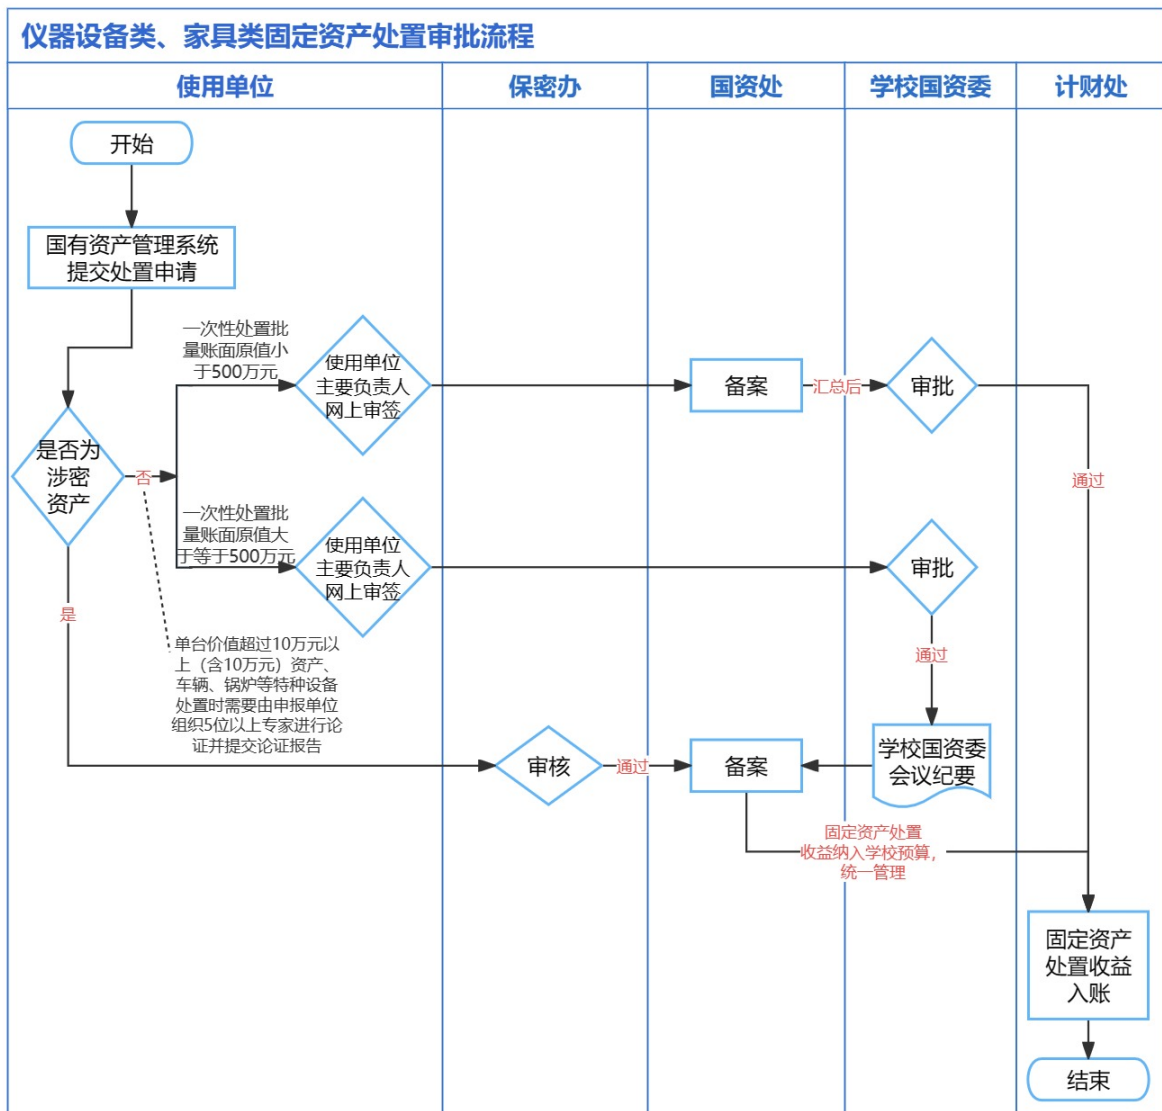 仪器设备类、家具类固定资产处置审批流程
使用单位
保密办
国资处
学校国资委
计财处
开始
国有资产管理系统
提交处置申请
一次性处置批
量账面原值小
于500万元
使用单位
主要负责人
网上审签
备案
汇总后
审批
是否为
涉密
资产
否
通过
一次性处置批
量账面原值大
于等于500万元
使用单位
主要负责人
网上审签
审批
是
通过
单台价值超过10万元以
上（含10万元）资产、
车辆、锅炉等特种设备
处置时需要由申报单位
组织5位以上专家进行论
证并提交论证报告
审核
通过
备案
学校国资委
会议纪要
固定资产处置
收益纳入学校预算，
统一管理
固定资产
处置收益
入账
结束